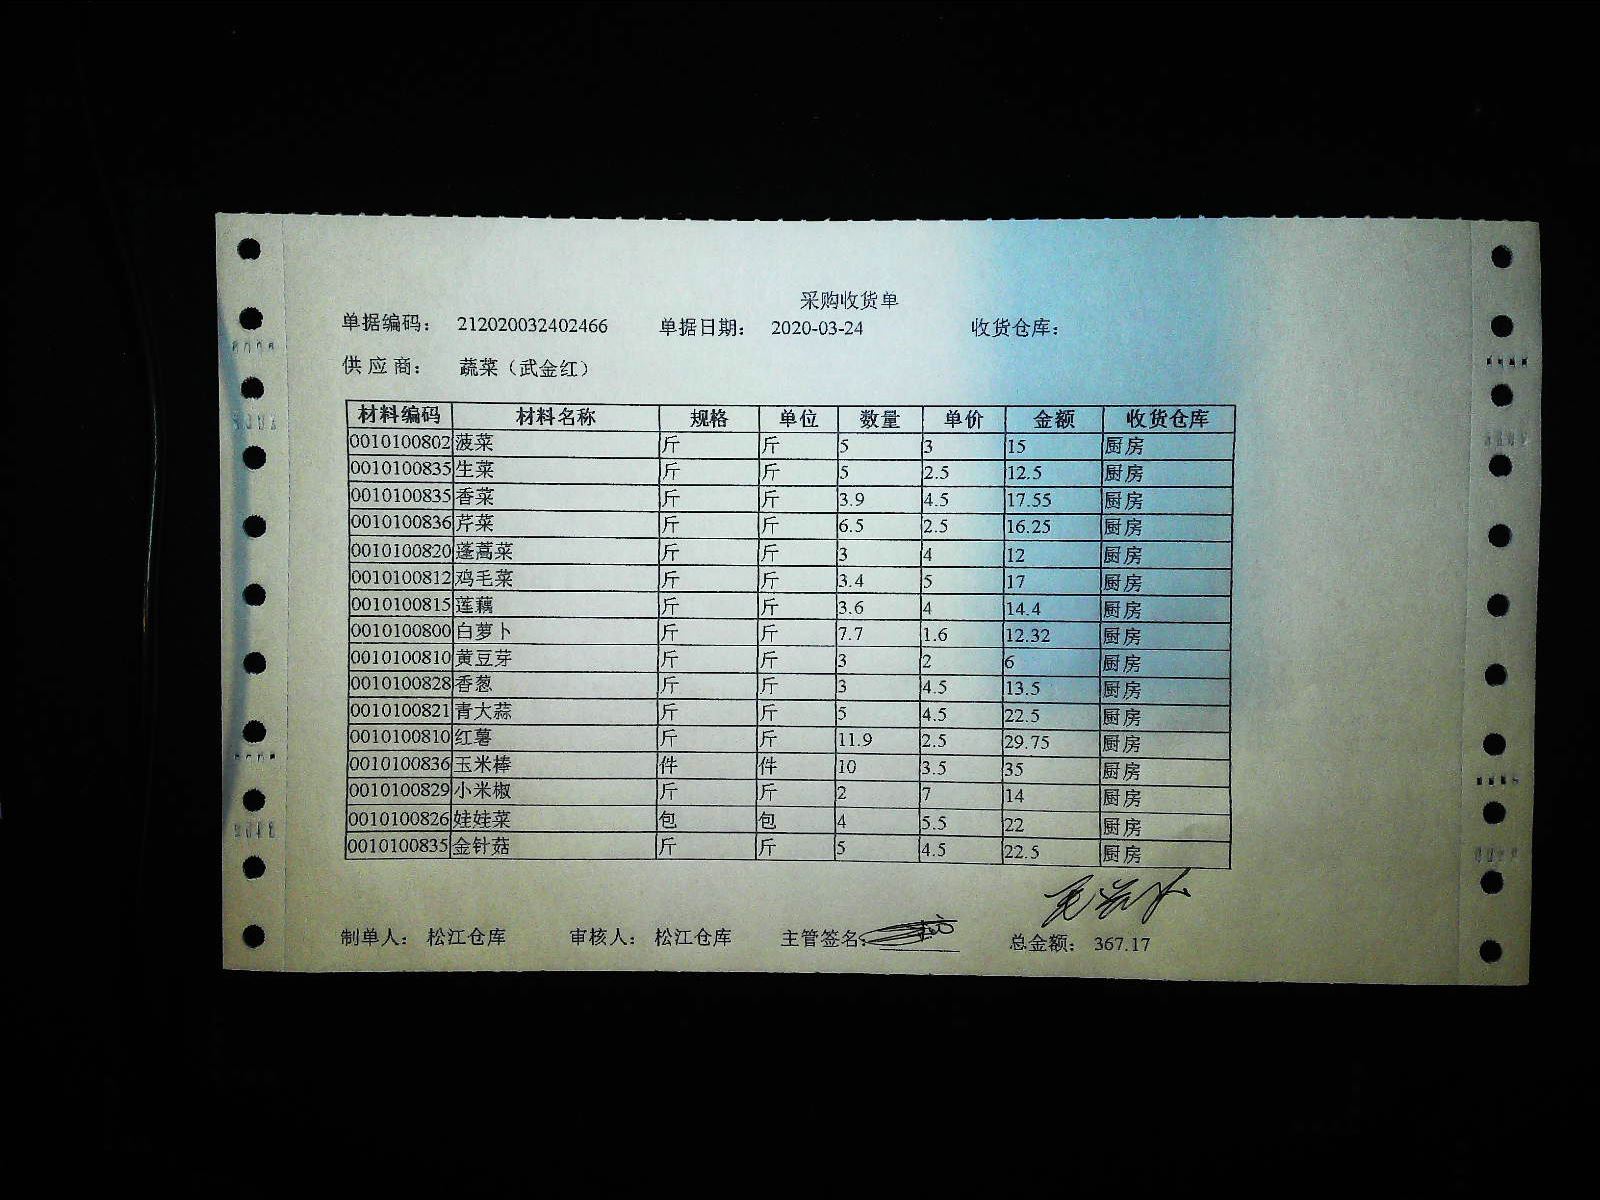 采购收货单
单据编码： 212020032402466 单据日期： 2020-03-24 收货仓库：
供 应 商： 蔬菜（武金红）
材料编码 材料名称 规格 单位 数量 单价 金额 收货仓库
0010100802 菠菜 斤 斤 5 3 15 厨房
0010100835 生菜 斤 斤 5 2.5 12.5 厨房
0010100835 香菜 斤 斤 3.9 4.5 17.55 厨房
0010100836 芹菜 斤 斤 6.5 2.5 16.25 厨房
0010100820 蓬蒿菜 斤 斤 3 4 12 厨房
0010100812 鸡毛菜 斤 斤 3.4 5 17 厨房
0010100815 莲藕 斤 斤 3.6 4 14.4 厨房
0010100800 白萝卜 斤 斤 7.7 1.6 12.32 厨房
0010100810 黄豆芽 斤 斤 3 2 6 厨房
0010100828 香葱 斤 斤 3 4.5 13.5 厨房
0010100821 青大蒜 斤 斤 5 4.5 22.5 厨房
0010100810 红薯 斤 斤 11.9 2.5 29.75 厨房
0010100836 玉米棒 件 件 10 3.5 35 厨房
0010100829 小米椒 斤 斤 2 7 14 厨房
0010100826 娃娃菜 包 包 4 5.5 22 厨房
0010100835 金针菇 斤 斤 5 4.5 22.5 厨房
制单人： 松江仓库 审核人： 松江仓库 主管签名： 总金额： 367.17